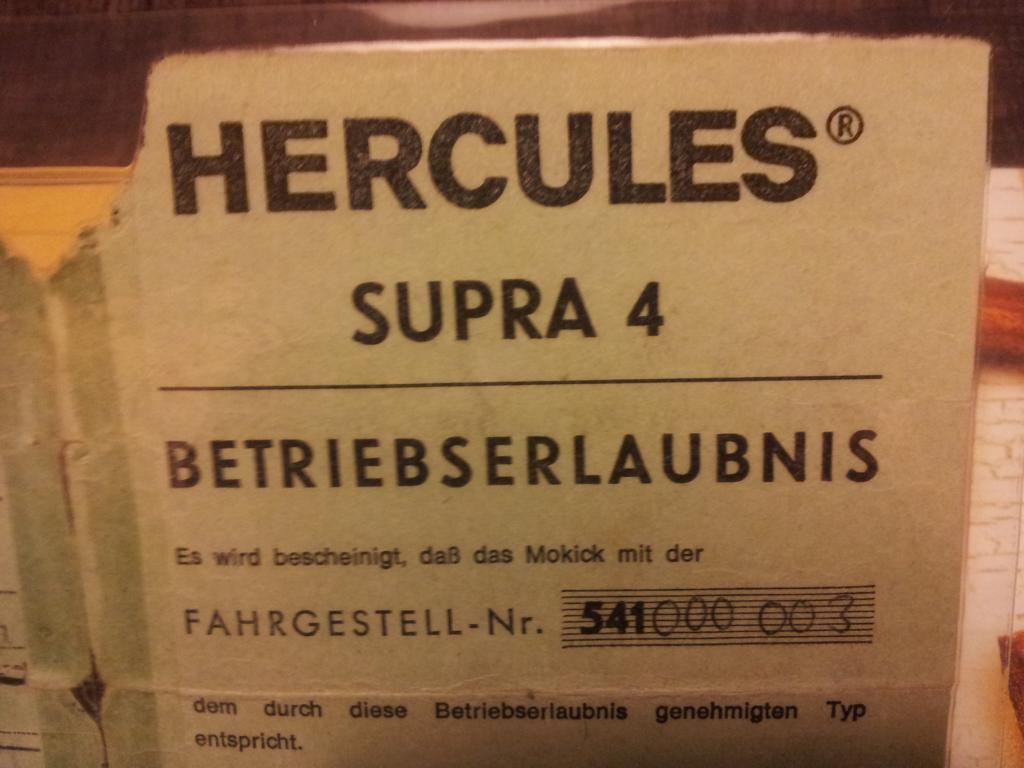 HERCULES®
SUPRA 4
BETRIEBSERLAUBNIS
Es wird bescheinigt, daß das Mokick mit der
FAHRGESTELL-Nr. 541000 003
dem durch diese Betriebserlaubnis genehmigten Typ
entspricht.